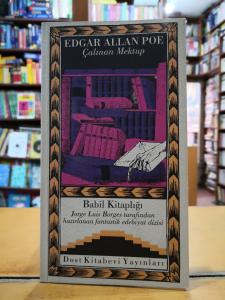 EDGAR ALLAN POE
Çalınan Mektup
Babil Kitaplığı
Jorge Luis Borges tarafından
hazırlanan fantastik edebiyat dizisi
Dost Kitabevi Yayınları